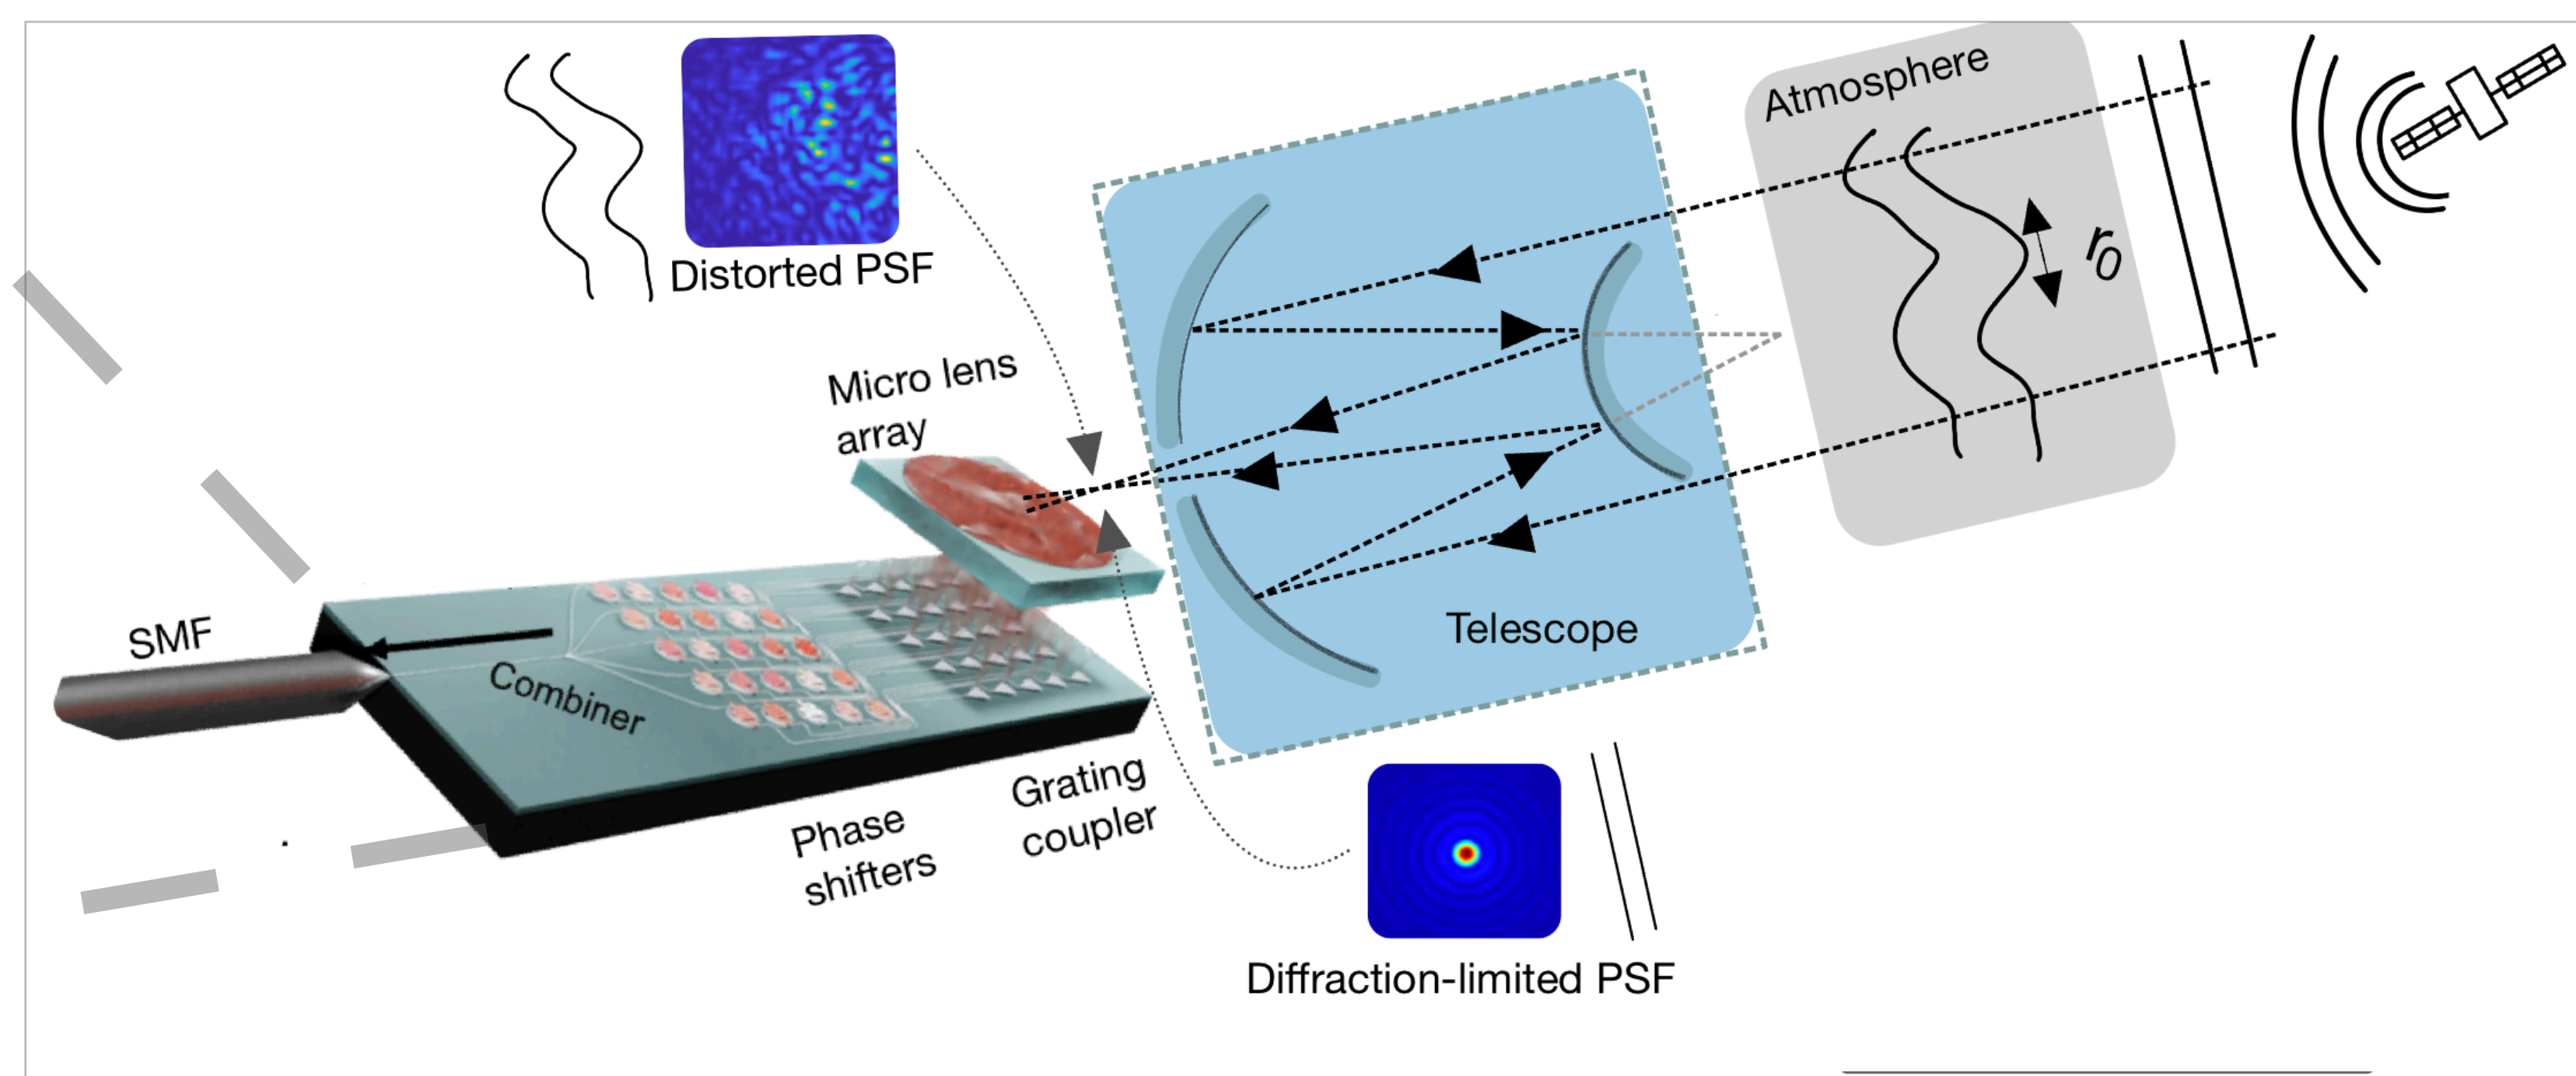 Atmosphere
r0
Distorted PSF
Micro lens
array
Telescope
SMF
Combiner
Phase
shifters
Grating
coupler
Diffraction-limited PSF